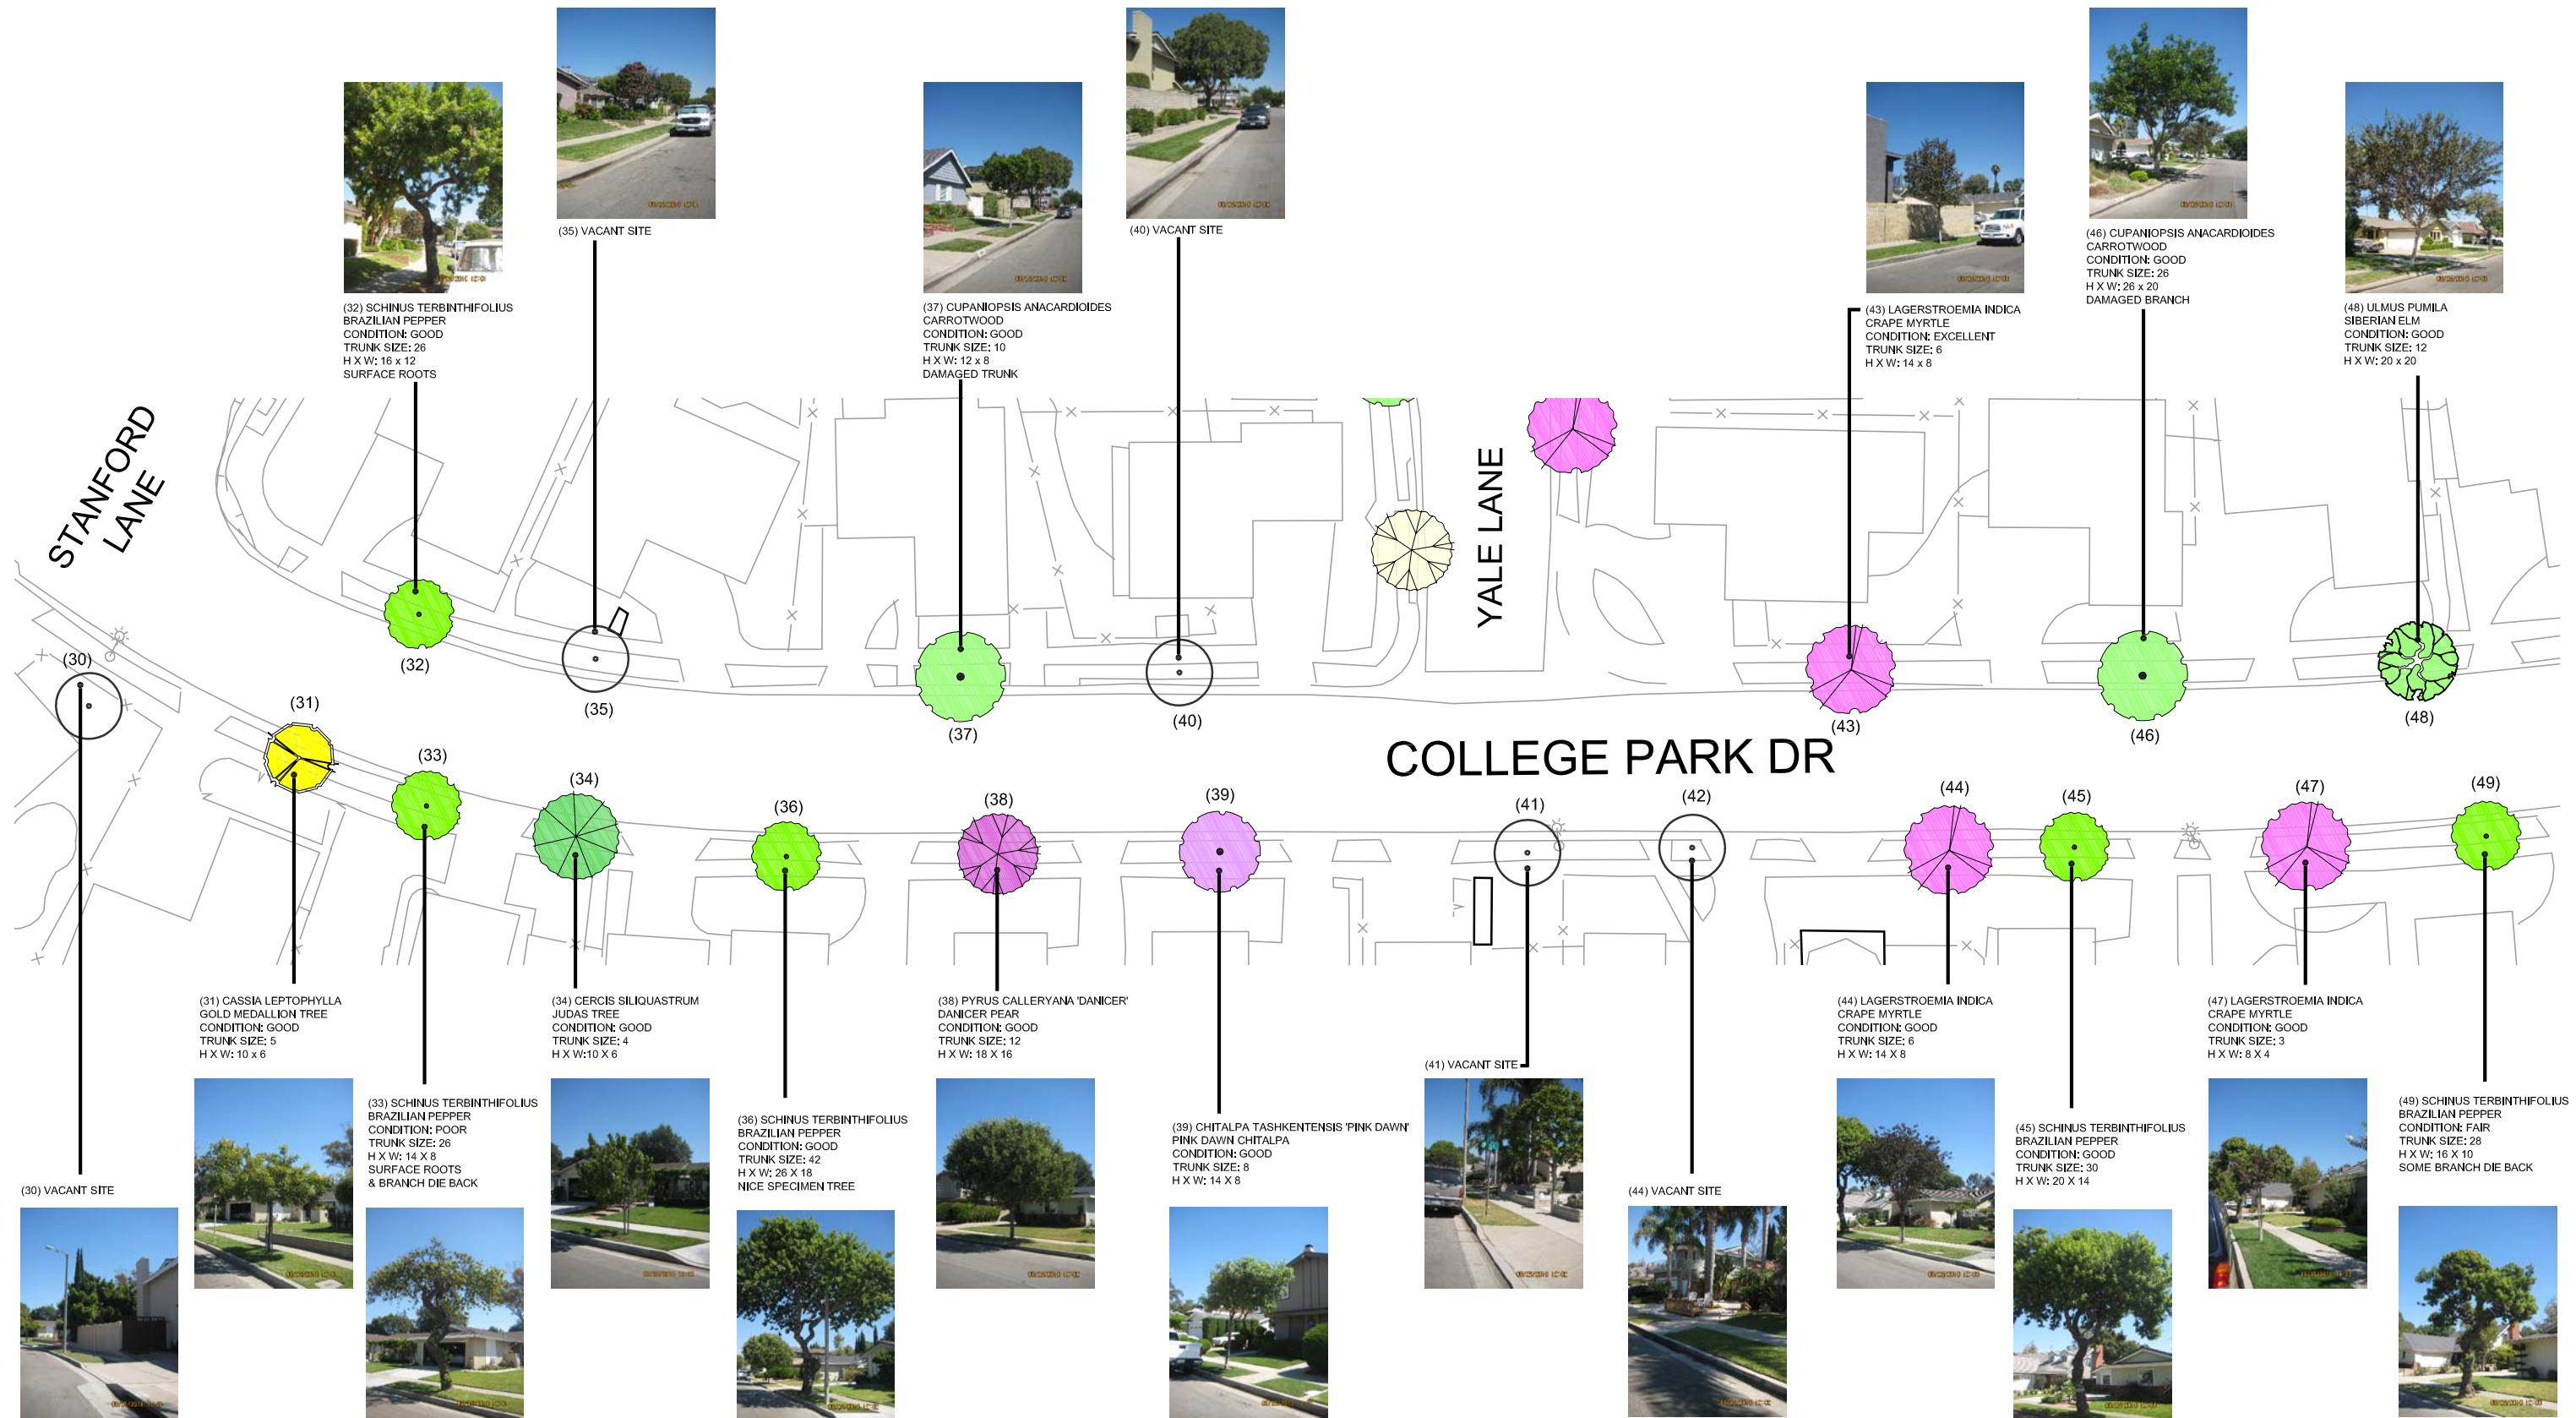 (35) VACANT SITE
(40) VACANT SITE
(46) CUPANIOPSIS ANACARDIOIDES
CARROTWOOD
CONDITION: GOOD
TRUNK SIZE: 26
H X W: 26 x 20
DAMAGED BRANCH
(32) SCHINUS TERBINTHIFOLIUS
BRAZILIAN PEPPER
CONDITION: GOOD
TRUNK SIZE: 26
H X W: 16 x 12
SURFACE ROOTS
(37) CUPANIOPSIS ANACARDIOIDES
CARROTWOOD
CONDITION: GOOD
TRUNK SIZE: 10
H X W: 12 x 8
DAMAGED TRUNK
(43) LAGERSTROEMIA INDICA
CRAPE MYRTLE
CONDITION: EXCELLENT
TRUNK SIZE: 6
H X W: 14 x 8
(48) ULMUS PUMILA
SIBERIAN ELM
CONDITION: GOOD
TRUNK SIZE: 12
H X W: 20 x 20
STANFORD
LANE
YALE LANE
(30)
(32)
(31)
(35)
(37)
(40)
(43)
(46)
(48)
COLLEGE PARK DR
(33)
(34)
(36)
(38)
(39)
(41)
(42)
(44)
(45)
(47)
(49)
(31) CASSIA LEPTOPHYLLA
GOLD MEDALLION TREE
CONDITION: GOOD
TRUNK SIZE: 5
H X W: 10 x 6
(34) CERCIS SILIQUASTRUM
JUDAS TREE
CONDITION: GOOD
TRUNK SIZE: 4
H X W:10 X 6
(38) PYRUS CALLERYANA 'DANICER'
DANICER PEAR
CONDITION: GOOD
TRUNK SIZE: 12
H X W: 18 X 16
(44) LAGERSTROEMIA INDICA
CRAPE MYRTLE
CONDITION: GOOD
TRUNK SIZE: 6
H X W: 14 X 8
(47) LAGERSTROEMIA INDICA
CRAPE MYRTLE
CONDITION: GOOD
TRUNK SIZE: 3
H X W: 8 X 4
(41) VACANT SITE
(33) SCHINUS TERBINTHIFOLIUS
BRAZILIAN PEPPER
CONDITION: POOR
TRUNK SIZE: 26
H X W: 14 X 8
SURFACE ROOTS
& BRANCH DIE BACK
(36) SCHINUS TERBINTHIFOLIUS
BRAZILIAN PEPPER
CONDITION: GOOD
TRUNK SIZE: 42
H X W: 26 X 18
NICE SPECIMEN TREE
(39) CHITALPA TASHKENTENSIS 'PINK DAWN'
PINK DAWN CHITALPA
CONDITION: GOOD
TRUNK SIZE: 8
H X W: 14 X 8
(45) SCHINUS TERBINTHIFOLIUS
BRAZILIAN PEPPER
CONDITION: GOOD
TRUNK SIZE: 30
H X W: 20 X 14
(49) SCHINUS TERBINTHIFOLIUS
BRAZILIAN PEPPER
CONDITION: FAIR
TRUNK SIZE: 28
H X W: 16 X 10
SOME BRANCH DIE BACK
(30) VACANT SITE
(44) VACANT SITE